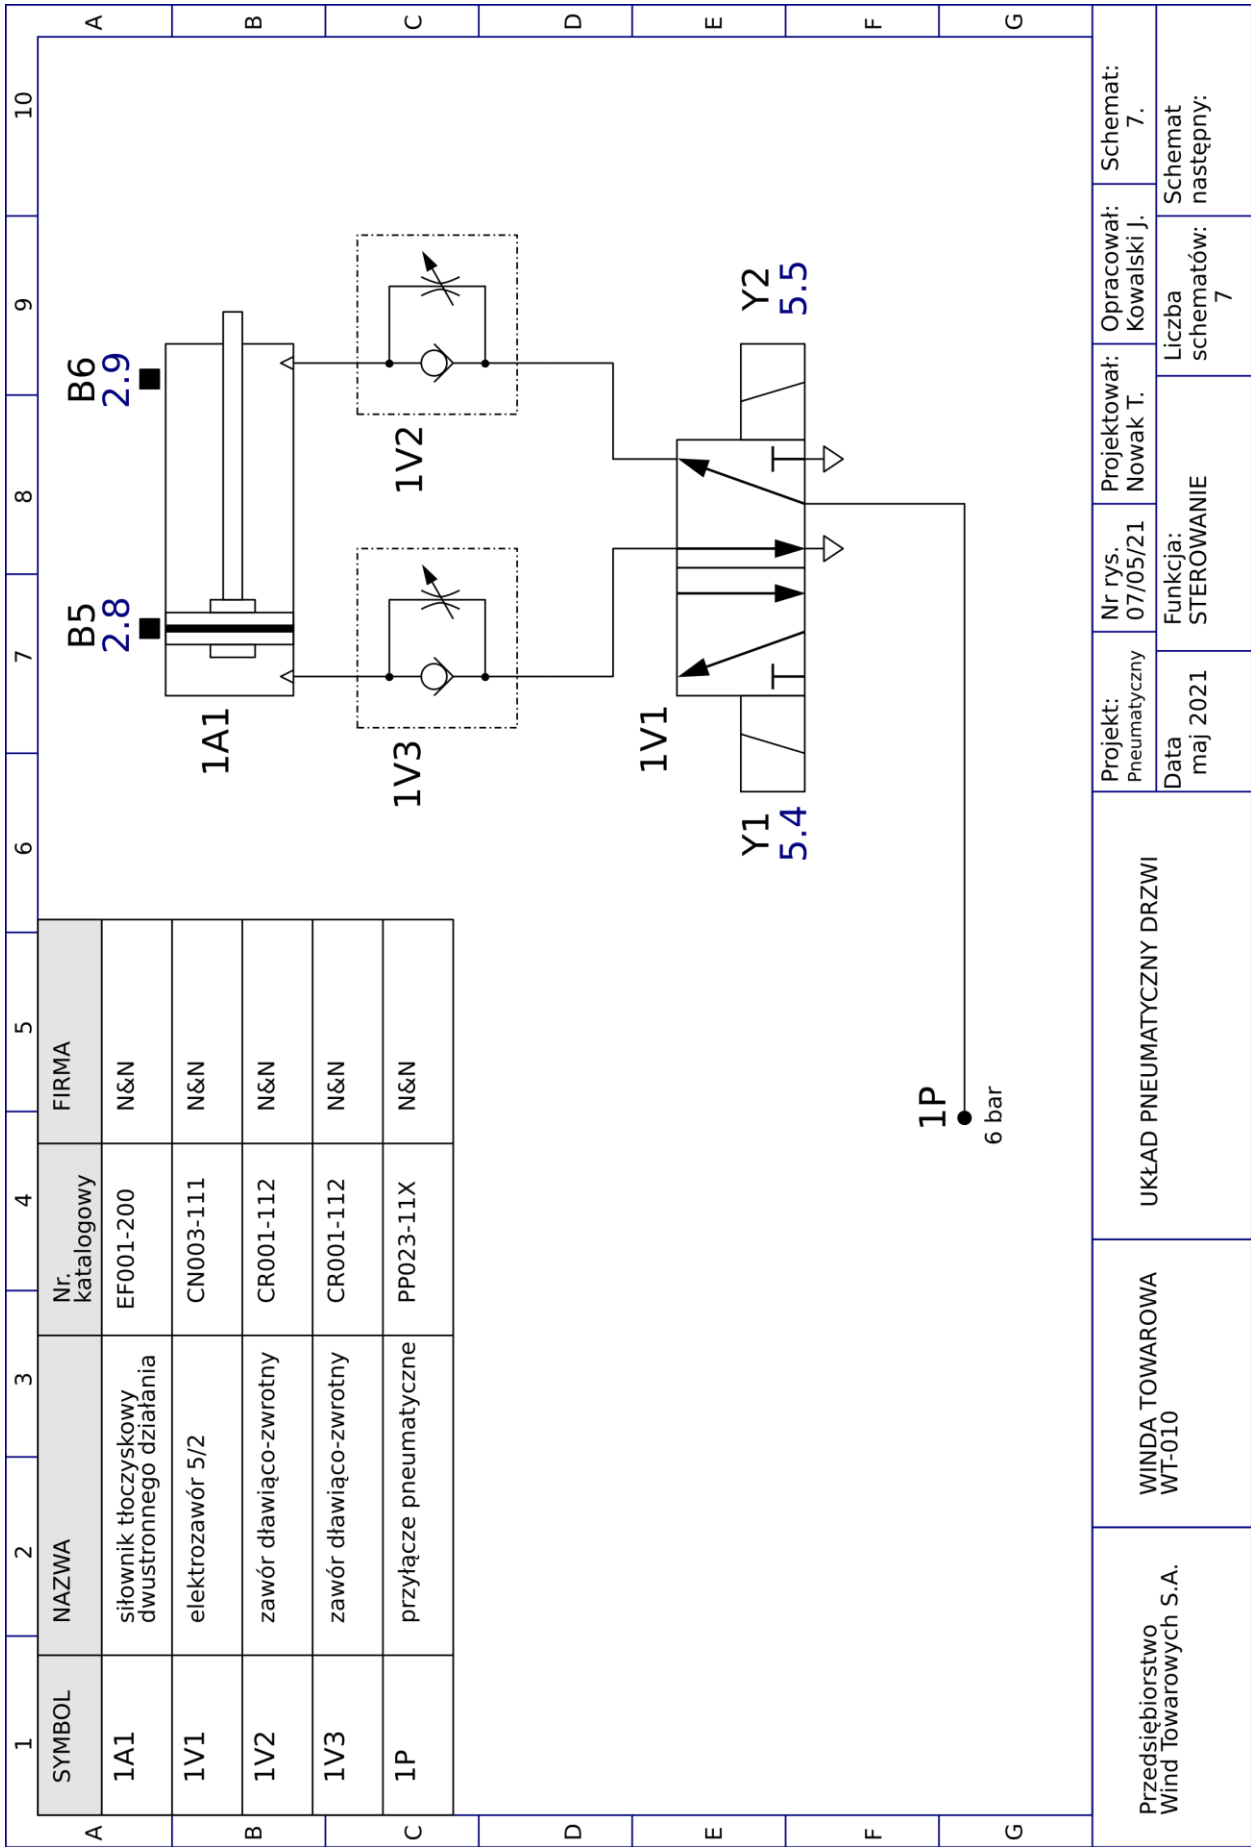 1 2 3 4 5 6 7 8 9 10
A
B
C
D
E
F
G
A
B
C
D
E
F
G
SYMBOL NAZWA Nr. katalogowy FIRMA
1A1 siłownik tłoczyskowy dwustronnego działania EF001-200 N&N
1V1 elektrozawór 5/2 CN003-111 N&N
1V2 zawór dławiąco-zwrotny CR001-112 N&N
1V3 zawór dławiąco-zwrotny CR001-112 N&N
1P przyłącze pneumatyczne PP023-11X N&N
B5
2.8
B6
2.9
1A1
1V3
1V2
1V1
Y1
5.4
Y2
5.5
1P
6 bar
Przedsiębiorstwo
Wind Towarowych S.A.
WINDA TOWAROWA
WT-010
UKŁAD PNEUMATYCZNY DRZWI
Projekt:
Pneumatyczny
Nr rys.
07/05/21
Projektował:
Nowak T.
Opracował:
Kowalski J.
Schemat:
7.
Data
maj 2021
Funkcja:
STEROWANIE
Liczba
schematów:
7
Schemat
następny: